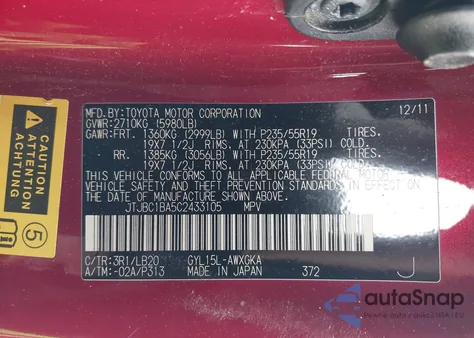 MFD.BY:TOYOTA MOTOR CORPORATION 12/11
GVWR:2710KG (5980LB)
GAWR:FRT. 1360KG (2999LB) WITH P235/55R19 TIRES,
19X7 1/2J RIMS, AT 230KPA (33PSI) COLD
RR. 1385KG (3056LB) WITH P235/55R19 TIRES,
19X7 1/2J RIMS, AT 230KPA (33PSI) COLD
THIS VEHICLE CONFORMS TO ALL APPLICABLE FEDERAL MOTOR
VEHICLE SAFETY AND THEFT PREVENTION STANDARDS IN EFFECT ON
THE DATE OF MANUFACTURE SHOWN ABOVE.
JTJBC1BA5C2433105 MPV
C/TR:3R1/LB20 GYL15L-AWXGKA
A/TM:-02A/P313 MADE IN JAPAN 372 J
CAUTION
ATTENTION
ACHTUNG
5
autoSnap